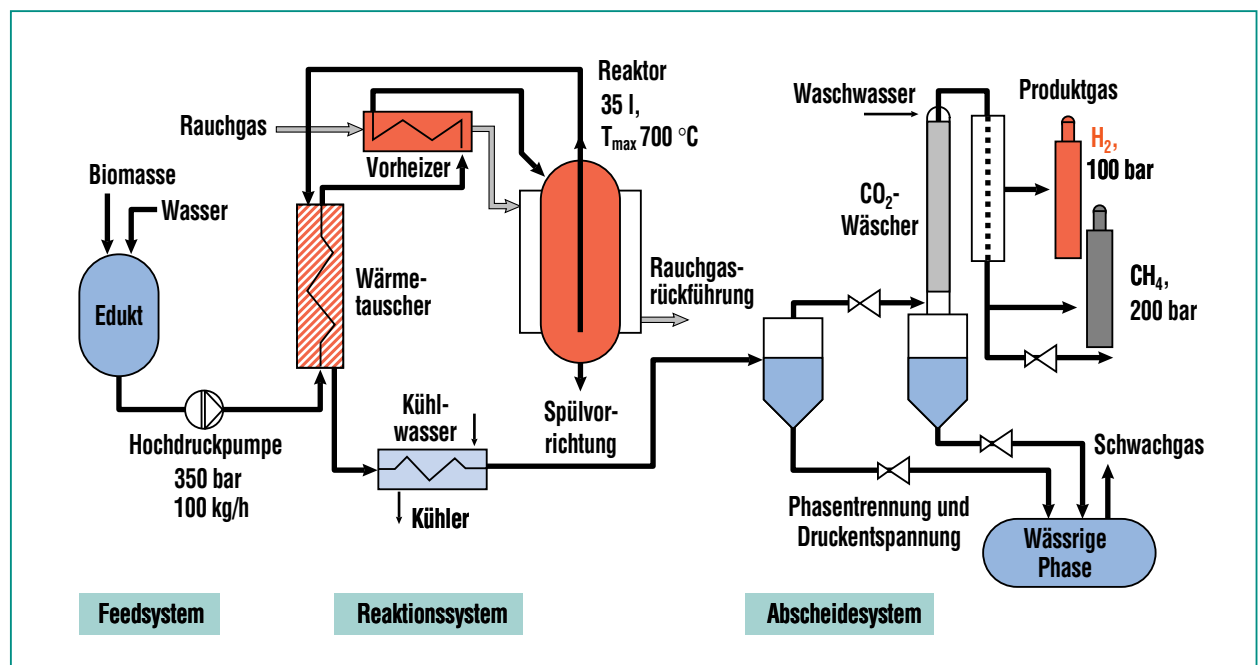 Biomasse
Wasser
Edukt
Hochdruckpumpe
350 bar
100 kg/h
Rauchgas
Vorheizer
Wärme-
tauscher
Reaktor
35 l,
Tmax 700 °C
Rauchgas-
rückführung
Spülvor-
richtung
Kühl-
wasser
Kühler
Waschwasser
CO₂-
Wäscher
Produktgas
H₂,
100 bar
CH₄,
200 bar
Schwachgas
Phasentrennung und
Druckentspannung
Wässrige
Phase
Feedsystem
Reaktionssystem
Abscheidesystem